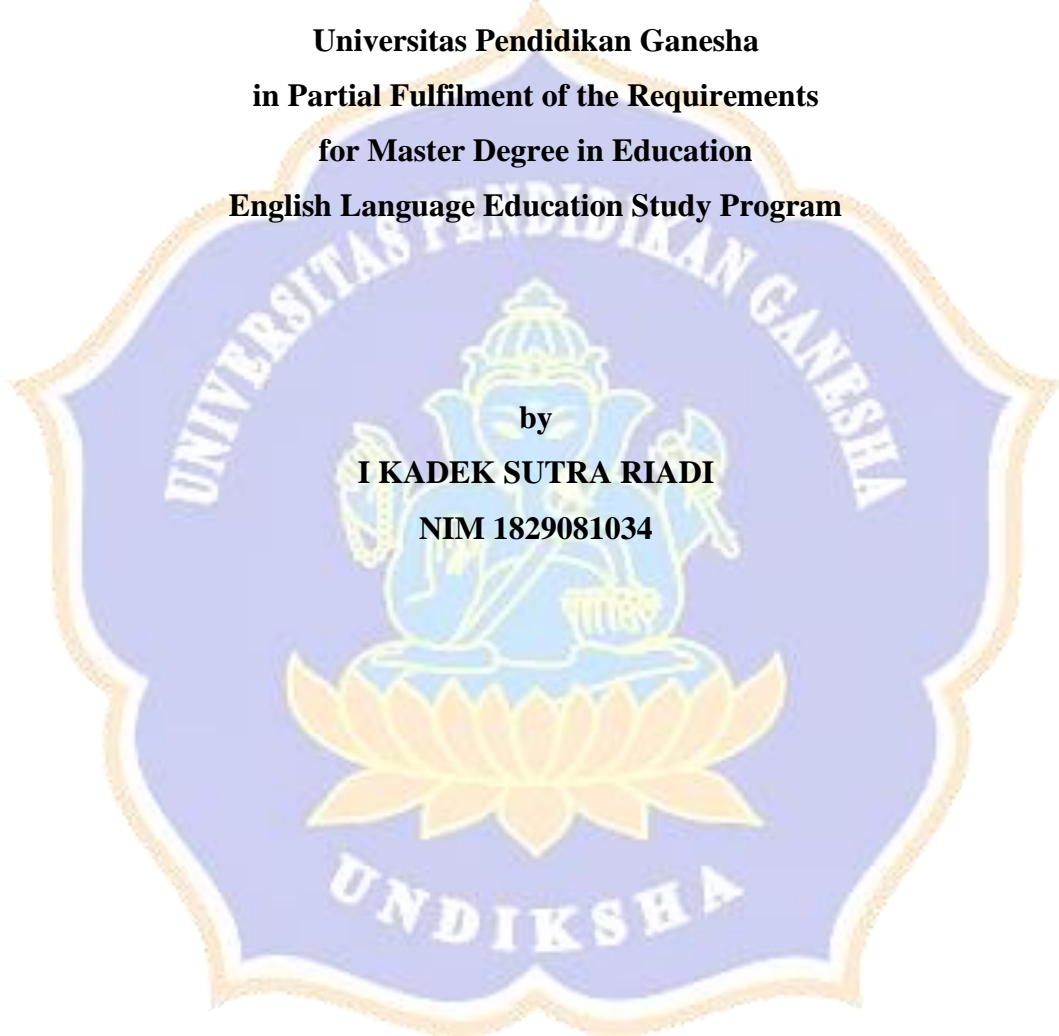 Universitas Pendidikan Ganesha
in Partial Fulfilment of the Requirements
for Master Degree in Education
English Language Education Study Program
UNIVERSITAS PENDIDIKAN GANESHA
by
I KADEK SUTRA RIADI
NIM 1829081034
UNDIKSHA